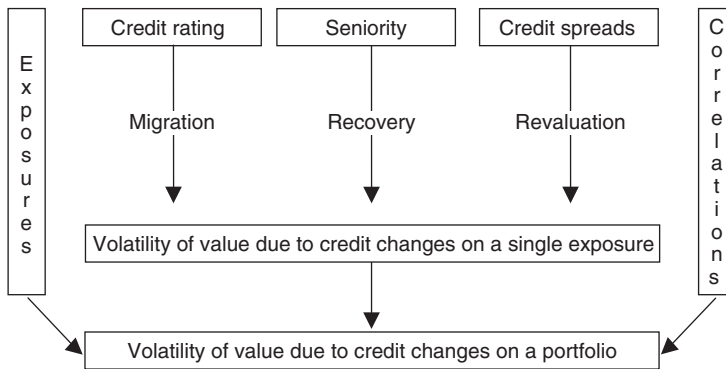 Exposures
Credit rating
Seniority
Credit spreads
Correlations
Migration
Recovery
Revaluation
Volatility of value due to credit changes on a single exposure
Volatility of value due to credit changes on a portfolio